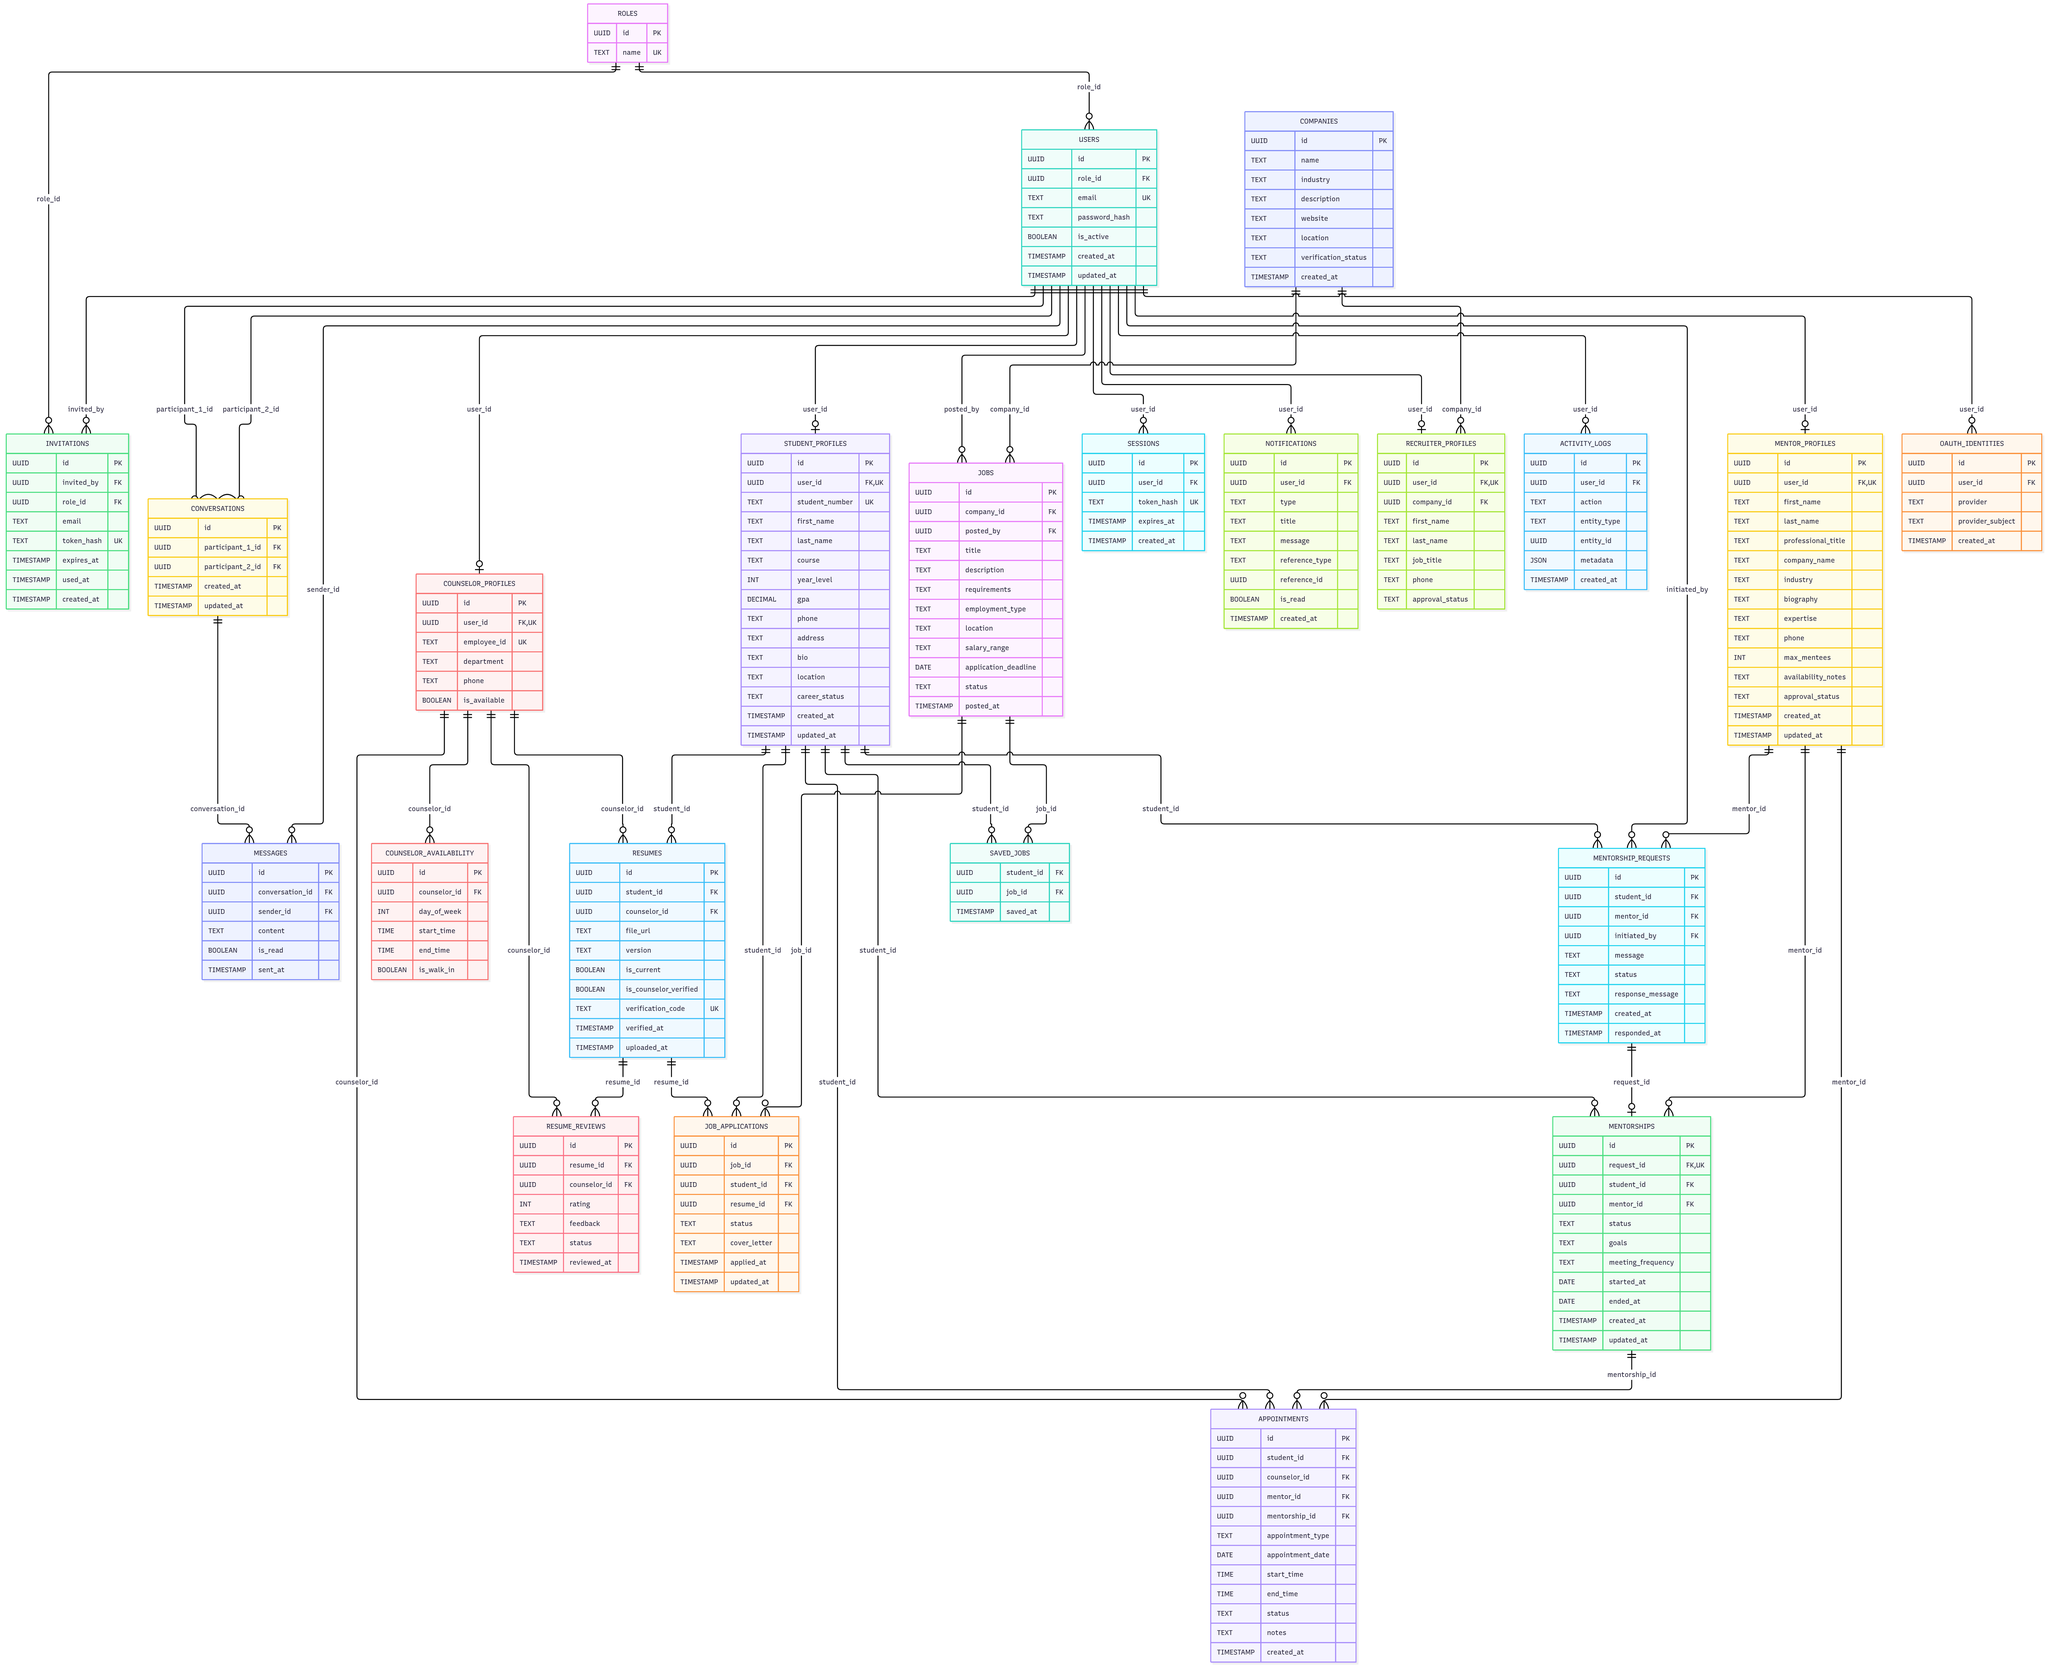 ROLES
UUID id PK
TEXT name UK
role_id
role_id
USERS
UUID id PK
UUID role_id FK
TEXT email UK
TEXT password_hash
BOOLEAN is_active
TIMESTAMP created_at
TIMESTAMP updated_at
COMPANIES
UUID id PK
TEXT name
TEXT industry
TEXT description
TEXT website
TEXT location
TEXT verification_status
TIMESTAMP created_at
invited_by
participant_1_id
participant_2_id
user_id
user_id
posted_by
company_id
user_id
user_id
user_id
company_id
user_id
user_id
user_id
INVITATIONS
UUID id PK
UUID invited_by FK
UUID role_id FK
TEXT email
TEXT token_hash UK
TIMESTAMP expires_at
TIMESTAMP used_at
TIMESTAMP created_at
CONVERSATIONS
UUID id PK
UUID participant_1_id FK
UUID participant_2_id FK
TIMESTAMP created_at
TIMESTAMP updated_at
sender_id
COUNSELOR_PROFILES
UUID id PK
UUID user_id FK,UK
TEXT employee_id UK
TEXT department
TEXT phone
BOOLEAN is_available
STUDENT_PROFILES
UUID id PK
UUID user_id FK,UK
TEXT student_number UK
TEXT first_name
TEXT last_name
TEXT course
INT year_level
DECIMAL gpa
TEXT phone
TEXT address
TEXT bio
TEXT location
TEXT career_status
TIMESTAMP created_at
TIMESTAMP updated_at
JOBS
UUID id PK
UUID company_id FK
UUID posted_by FK
TEXT title
TEXT description
TEXT requirements
TEXT employment_type
TEXT location
TEXT salary_range
DATE application_deadline
TEXT status
TIMESTAMP posted_at
SESSIONS
UUID id PK
UUID user_id FK
TEXT token_hash UK
TIMESTAMP expires_at
TIMESTAMP created_at
NOTIFICATIONS
UUID id PK
UUID user_id FK
TEXT type
TEXT title
TEXT message
TEXT reference_type
UUID reference_id
BOOLEAN is_read
TIMESTAMP created_at
RECRUITER_PROFILES
UUID id PK
UUID user_id FK,UK
UUID company_id FK
TEXT first_name
TEXT last_name
TEXT job_title
TEXT phone
TEXT approval_status
ACTIVITY_LOGS
UUID id PK
UUID user_id FK
TEXT action
TEXT entity_type
UUID entity_id
JSON metadata
TIMESTAMP created_at
initiated_by
MENTOR_PROFILES
UUID id PK
UUID user_id FK,UK
TEXT first_name
TEXT last_name
TEXT professional_title
TEXT company_name
TEXT industry
TEXT biography
TEXT expertise
TEXT phone
INT max_mentees
TEXT availability_notes
TEXT approval_status
TIMESTAMP created_at
TIMESTAMP updated_at
OAUTH_IDENTITIES
UUID id PK
UUID user_id FK
TEXT provider
TEXT provider_subject
TIMESTAMP created_at
conversation_id
counselor_id
counselor_id
student_id
student_id
job_id
student_id
mentor_id
MESSAGES
UUID id PK
UUID conversation_id FK
UUID sender_id FK
TEXT content
BOOLEAN is_read
TIMESTAMP sent_at
COUNSELOR_AVAILABILITY
UUID id PK
UUID counselor_id FK
INT day_of_week
TIME start_time
TIME end_time
BOOLEAN is_walk_in
counselor_id
RESUMES
UUID id PK
UUID student_id FK
UUID counselor_id FK
TEXT file_url
TEXT version
BOOLEAN is_current
BOOLEAN is_counselor_verified
TEXT verification_code UK
TIMESTAMP verified_at
TIMESTAMP uploaded_at
student_id
job_id
student_id
SAVED_JOBS
UUID student_id FK
UUID job_id FK
TIMESTAMP saved_at
MENTORSHIP_REQUESTS
UUID id PK
UUID student_id FK
UUID mentor_id FK
UUID initiated_by FK
TEXT message
TEXT status
TEXT response_message
TIMESTAMP created_at
TIMESTAMP responded_at
mentor_id
counselor_id
resume_id
resume_id
student_id
request_id
mentor_id
RESUME_REVIEWS
UUID id PK
UUID resume_id FK
UUID counselor_id FK
INT rating
TEXT feedback
TEXT status
TIMESTAMP reviewed_at
JOB_APPLICATIONS
UUID id PK
UUID job_id FK
UUID student_id FK
UUID resume_id FK
TEXT status
TEXT cover_letter
TIMESTAMP applied_at
TIMESTAMP updated_at
MENTORSHIPS
UUID id PK
UUID request_id FK,UK
UUID student_id FK
UUID mentor_id FK
TEXT status
TEXT goals
TEXT meeting_frequency
DATE started_at
DATE ended_at
TIMESTAMP created_at
TIMESTAMP updated_at
mentorship_id
APPOINTMENTS
UUID id PK
UUID student_id FK
UUID counselor_id FK
UUID mentor_id FK
UUID mentorship_id FK
TEXT appointment_type
DATE appointment_date
TIME start_time
TIME end_time
TEXT status
TEXT notes
TIMESTAMP created_at